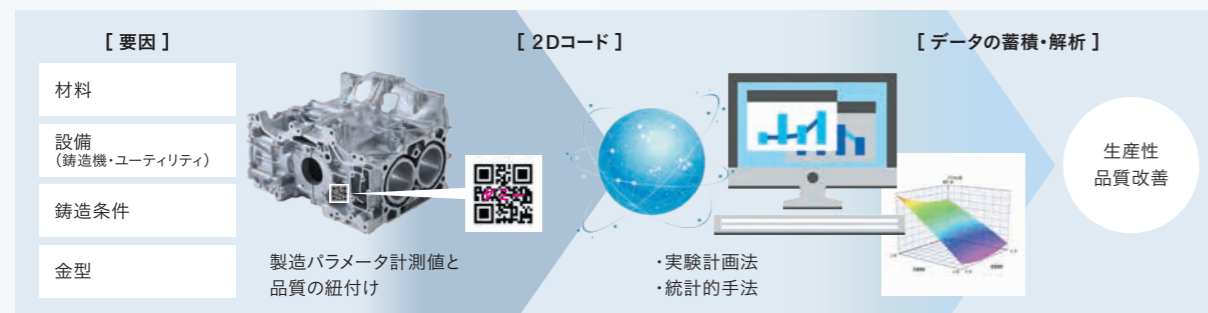 [ 要因 ]
[ 2Dコード ]
[ データの蓄積・解析 ]
材料
設備
（鋳造機・ユーティリティ）
鋳造条件
金型
ダミー
製造パラメータ計測値と
品質の紐付け
・実験計画法
・統計的手法
生産性
品質改善